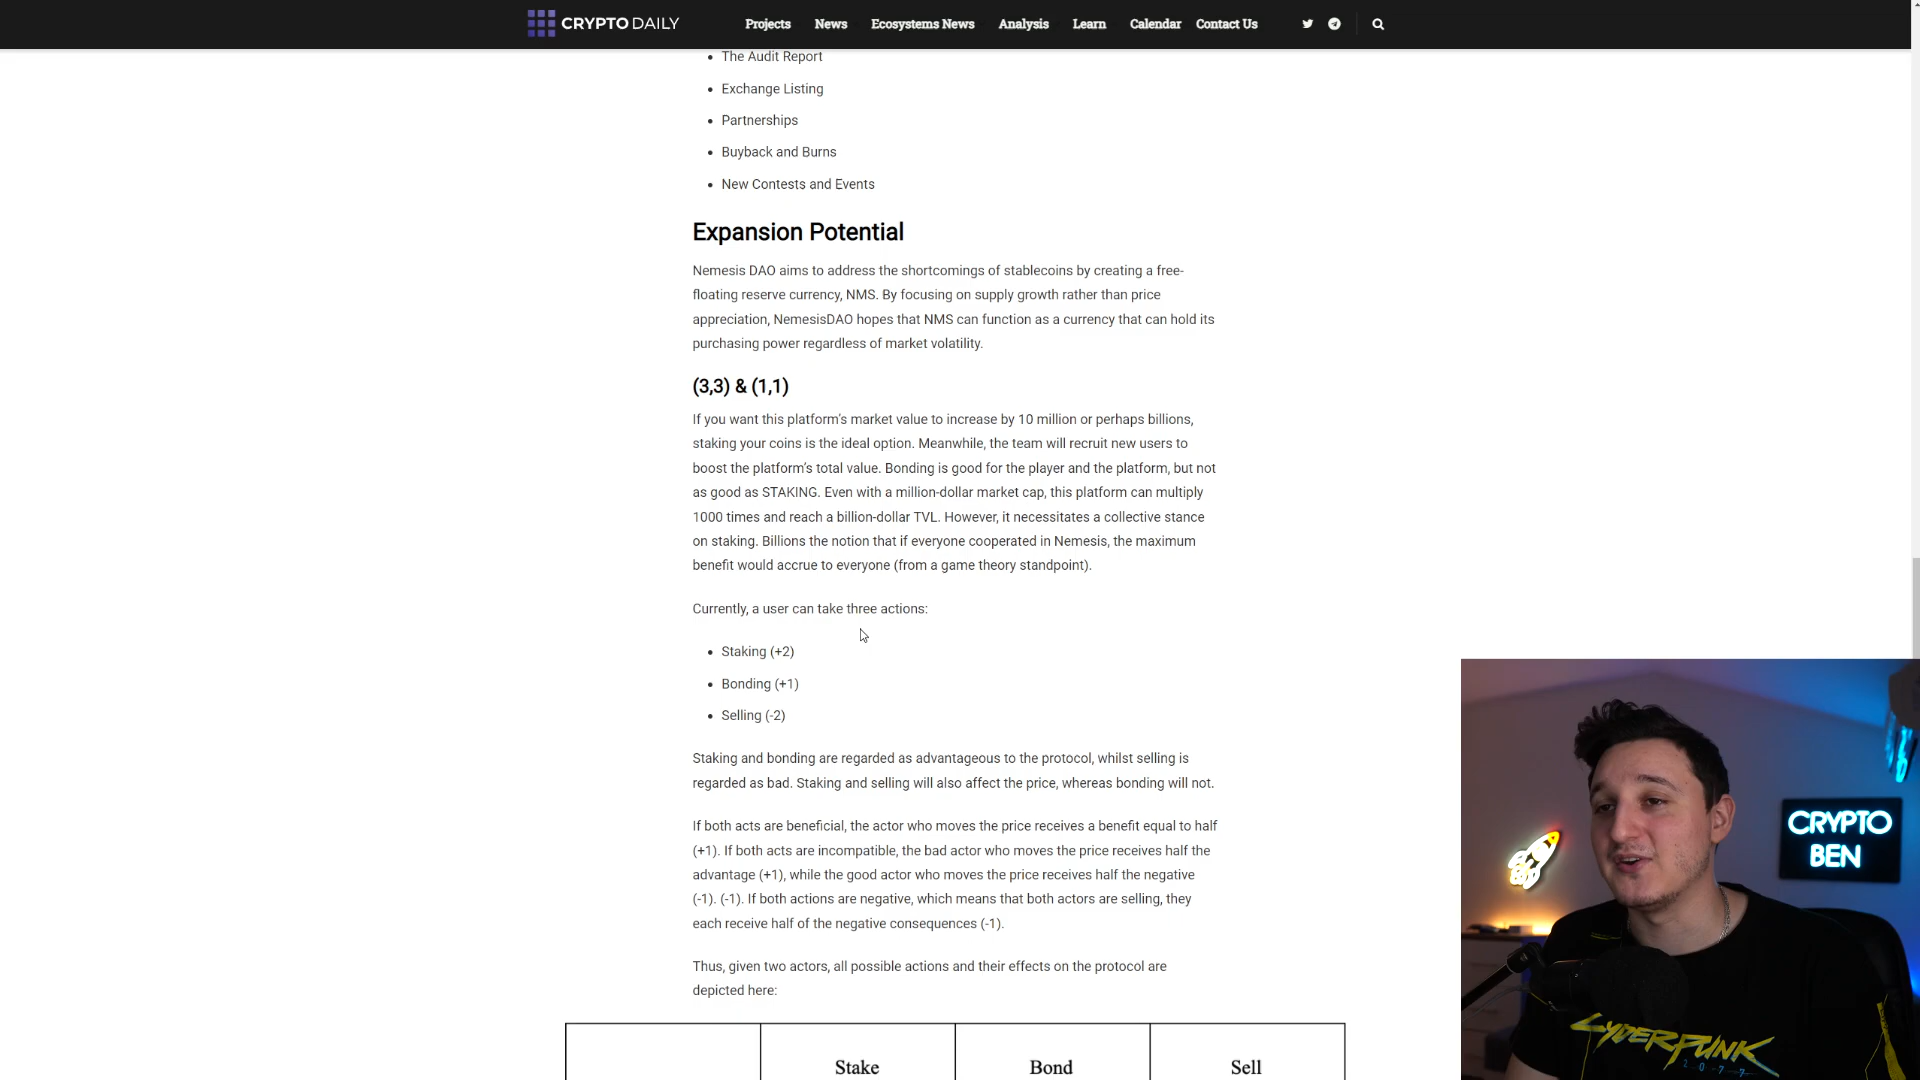 CRYPTO DAILY
Projects News Ecosystems News Analysis Learn Calendar Contact Us
The Audit Report
Exchange Listing
Partnerships
Buyback and Burns
New Contests and Events
Expansion Potential
Nemesis DAO aims to address the shortcomings of stablecoins by creating a free-
floating reserve currency, NMS. By focusing on supply growth rather than price
appreciation, NemesisDAO hopes that NMS can function as a currency that can hold its
purchasing power regardless of market volatility.
(3,3) & (1,1)
If you want this platform's market value to increase by 10 million or perhaps billions,
staking your coins is the ideal option. Meanwhile, the team will recruit new users to
boost the platform's total value. Bonding is good for the player and the platform, but not
as good as STAKING. Even with a million-dollar market cap, this platform can multiply
1000 times and reach a billion-dollar TVL. However, it necessitates a collective stance
on staking. Billions the notion that if everyone cooperated in Nemesis, the maximum
benefit would accrue to everyone (from a game theory standpoint).
Currently, a user can take three actions:
Staking (+2)
Bonding (+1)
Selling (-2)
Staking and bonding are regarded as advantageous to the protocol, whilst selling is
regarded as bad. Staking and selling will also affect the price, whereas bonding will not.
If both acts are beneficial, the actor who moves the price receives a benefit equal to half
(+1). If both acts are incompatible, the bad actor who moves the price receives half the
advantage (+1), while the good actor who moves the price receives half the negative
(-1). (-1). If both actions are negative, which means that both actors are selling, they
each receive half of the negative consequences (-1).
Thus, given two actors, all possible actions and their effects on the protocol are
depicted here:
Stake Bond Sell
CRYPTO
BEN
CYBERPUNK
2077